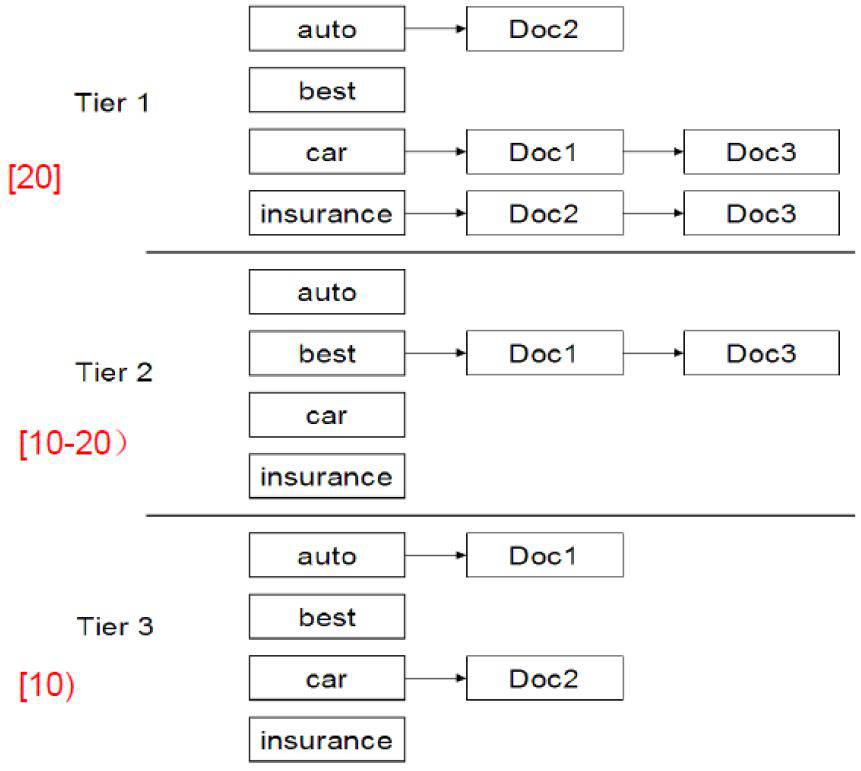 auto Doc2
Tier 1
best
car Doc1 Doc3
[20]
insurance Doc2 Doc3
auto
Tier 2
best Doc1 Doc3
car
[10-20）
insurance
auto Doc1
Tier 3
best
car Doc2
[10)
insurance